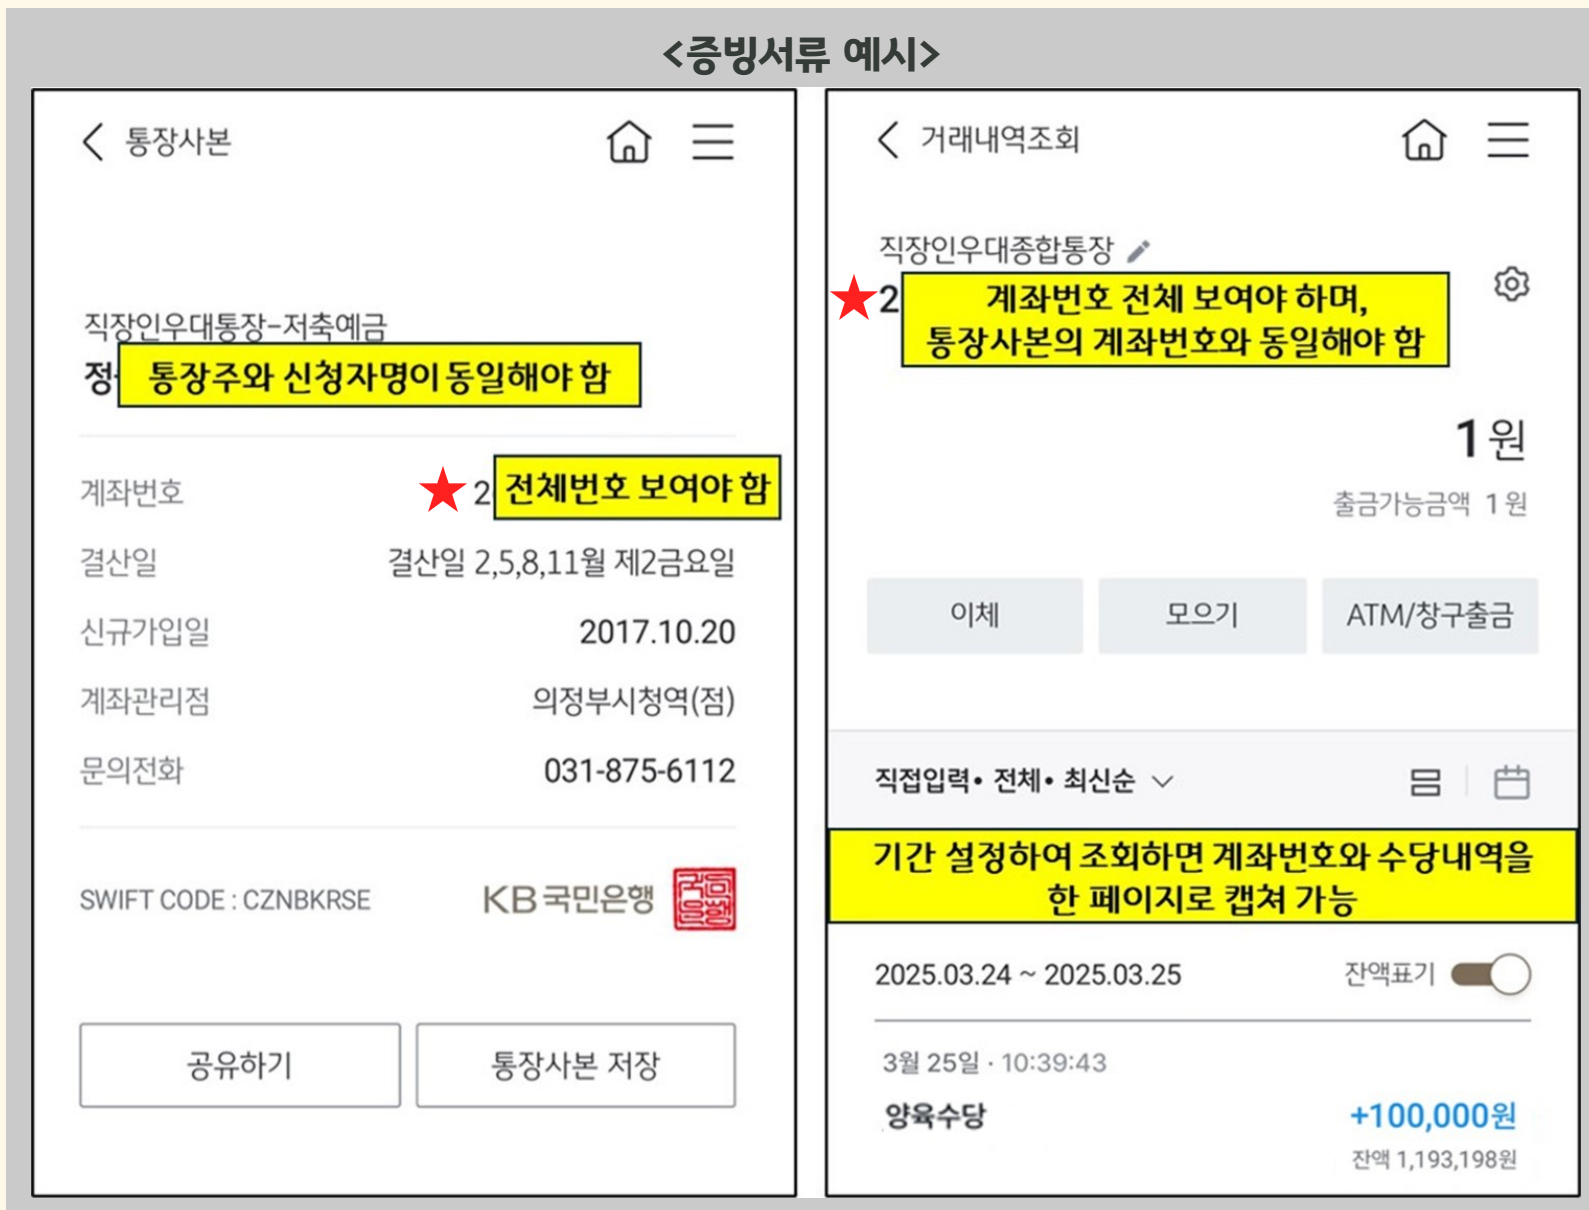 <증빙서류 예시>
통장사본
직장인우대통장-저축예금
정
통장주와 신청자명이 동일해야 함
계좌번호
2
전체번호 보여야 함
결산일
결산일 2,5,8,11월 제2금요일
신규가입일
2017.10.20
계좌관리점
의정부시청역(점)
문의전화
031-875-6112
SWIFT CODE : CZNBKRSE
KB국민은행
공유하기
통장사본 저장
거래내역조회
직장인우대종합통장
2
계좌번호 전체 보여야 하며,
통장사본의 계좌번호와 동일해야 함
1원
출금가능금액 1원
이체
모으기
ATM/창구출금
직접입력• 전체• 최신순
기간 설정하여 조회하면 계좌번호와 수당내역을
한 페이지로 캡쳐 가능
2025.03.24 ~ 2025.03.25
잔액표기
3월 25일 · 10:39:43
양육수당
+100,000원
잔액 1,193,198원